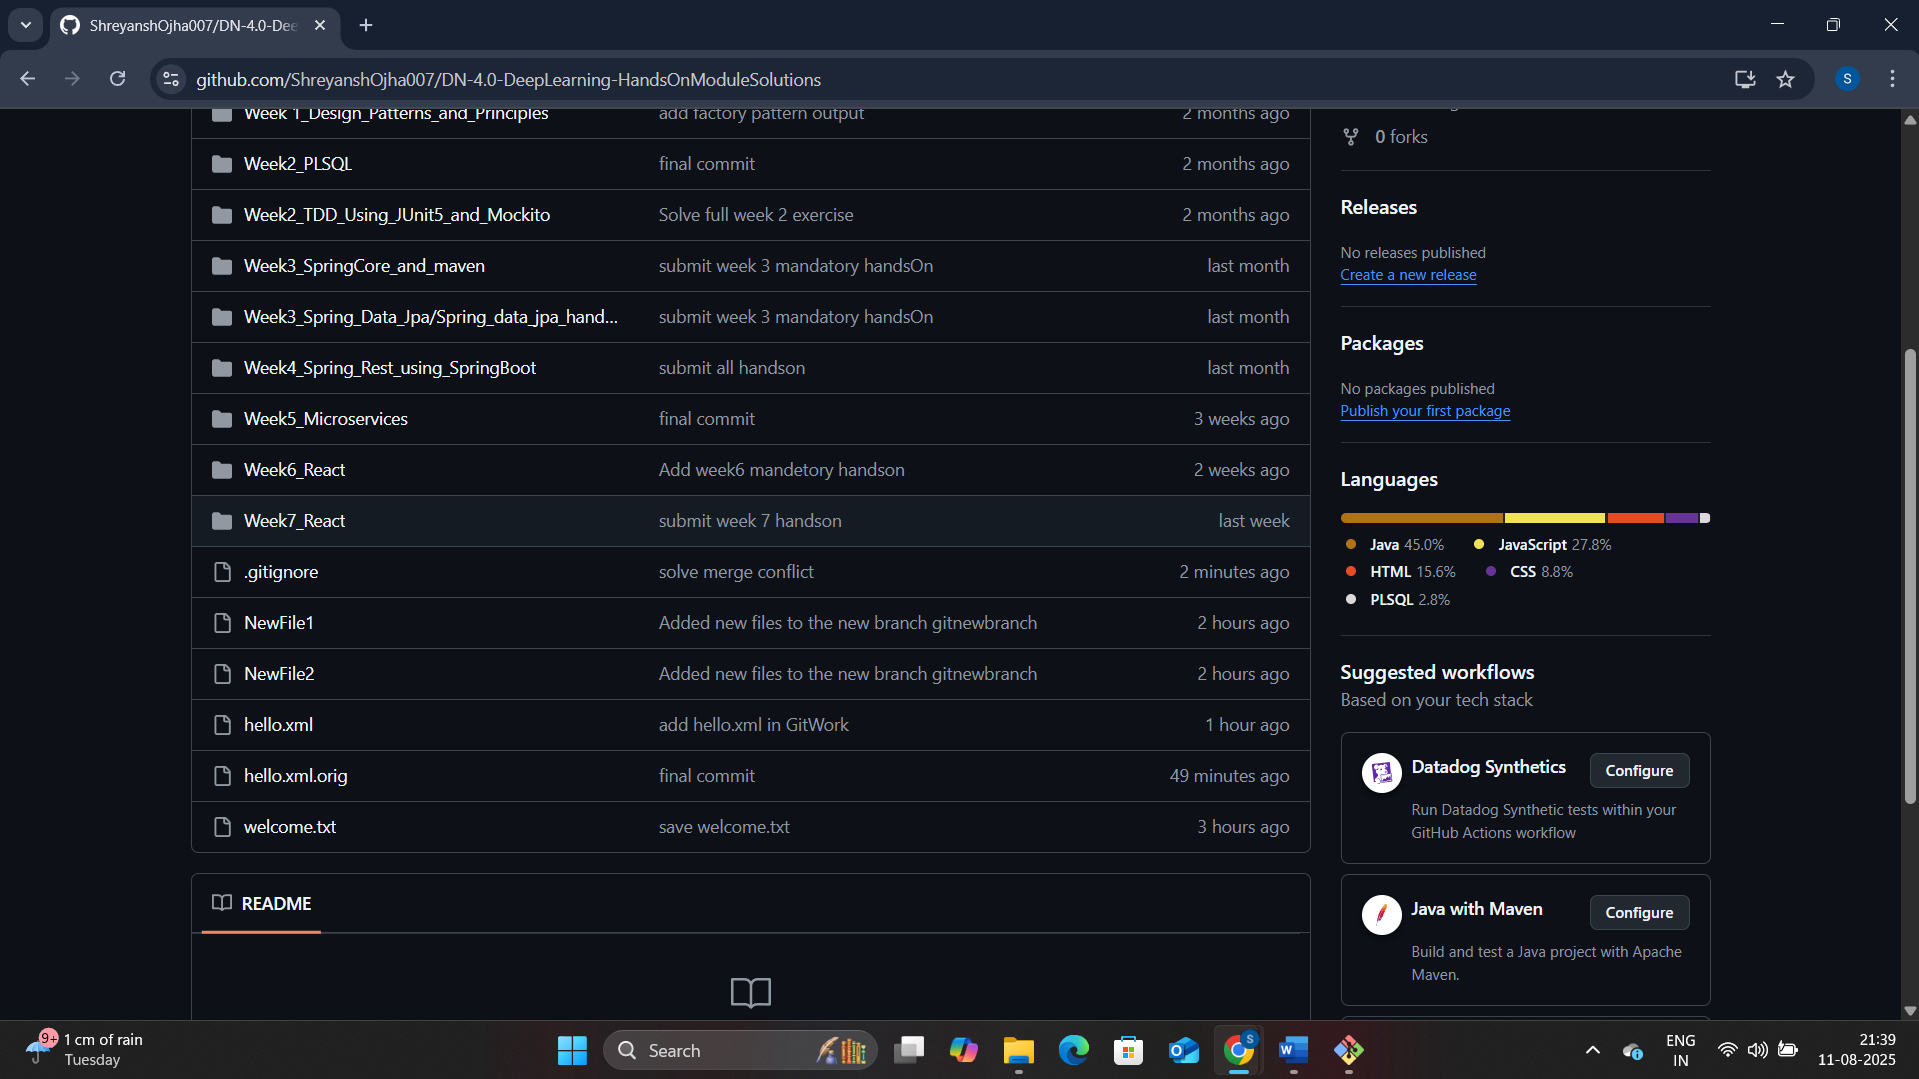 ShreyanshOjha007/DN-4.0-Dee
github.com/ShreyanshOjha007/DN-4.0-DeepLearning-HandsOnModuleSolutions
S
Week 1_Design_Patterns_and_Principles add factory pattern output 2 months ago
Week2_PLSQL final commit 2 months ago
Week2_TDD_Using_JUnit5_and_Mockito Solve full week 2 exercise 2 months ago
Week3_SpringCore_and_maven submit week 3 mandatory handsOn last month
Week3_Spring_Data_Jpa/Spring_data_jpa_hand... submit week 3 mandatory handsOn last month
Week4_Spring_Rest_using_SpringBoot submit all handson last month
Week5_Microservices final commit 3 weeks ago
Week6_React Add week6 mandetory handson 2 weeks ago
Week7_React submit week 7 handson last week
.gitignore solve merge conflict 2 minutes ago
NewFile1 Added new files to the new branch gitnewbranch 2 hours ago
NewFile2 Added new files to the new branch gitnewbranch 2 hours ago
hello.xml add hello.xml in GitWork 1 hour ago
hello.xml.orig final commit 49 minutes ago
welcome.txt save welcome.txt 3 hours ago
README
0 forks
Releases
No releases published
Create a new release
Packages
No packages published
Publish your first package
Languages
Java 45.0% JavaScript 27.8%
HTML 15.6% CSS 8.8%
PLSQL 2.8%
Suggested workflows
Based on your tech stack
Datadog Synthetics Configure
Run Datadog Synthetic tests within your
GitHub Actions workflow
Java with Maven Configure
Build and test a Java project with Apache
Maven.
9+
1 cm of rain
Tuesday
Search
S
W
ENG
IN
21:39
11-08-2025